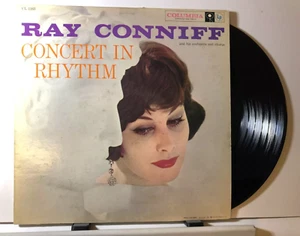 COLUMBIA
RAY CONNIFF
and his orchestra and chorus
CONCERT IN
RHYTHM